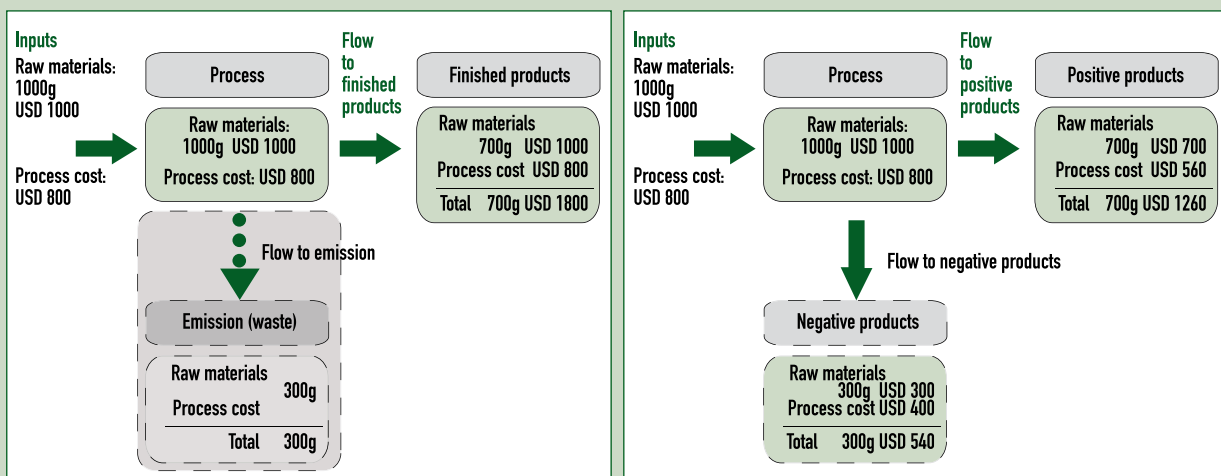 Inputs
Raw materials:
1000g
USD 1000
Process cost:
USD 800
Process
Raw materials:
1000g USD 1000
Process cost: USD 800
Flow
to
finished
products
Finished products
Raw materials
700g USD 1000
Process cost USD 800
Total 700g USD 1800
Flow to emission
Emission (waste)
Raw materials
300g
Process cost
Total 300g
Inputs
Raw materials:
1000g
USD 1000
Process cost:
USD 800
Process
Raw materials:
1000g USD 1000
Process cost: USD 800
Flow
to
positive
products
Positive products
Raw materials
700g USD 700
Process cost USD 560
Total 700g USD 1260
Flow to negative products
Negative products
Raw materials
300g USD 300
Process cost USD 400
Total 300g USD 540